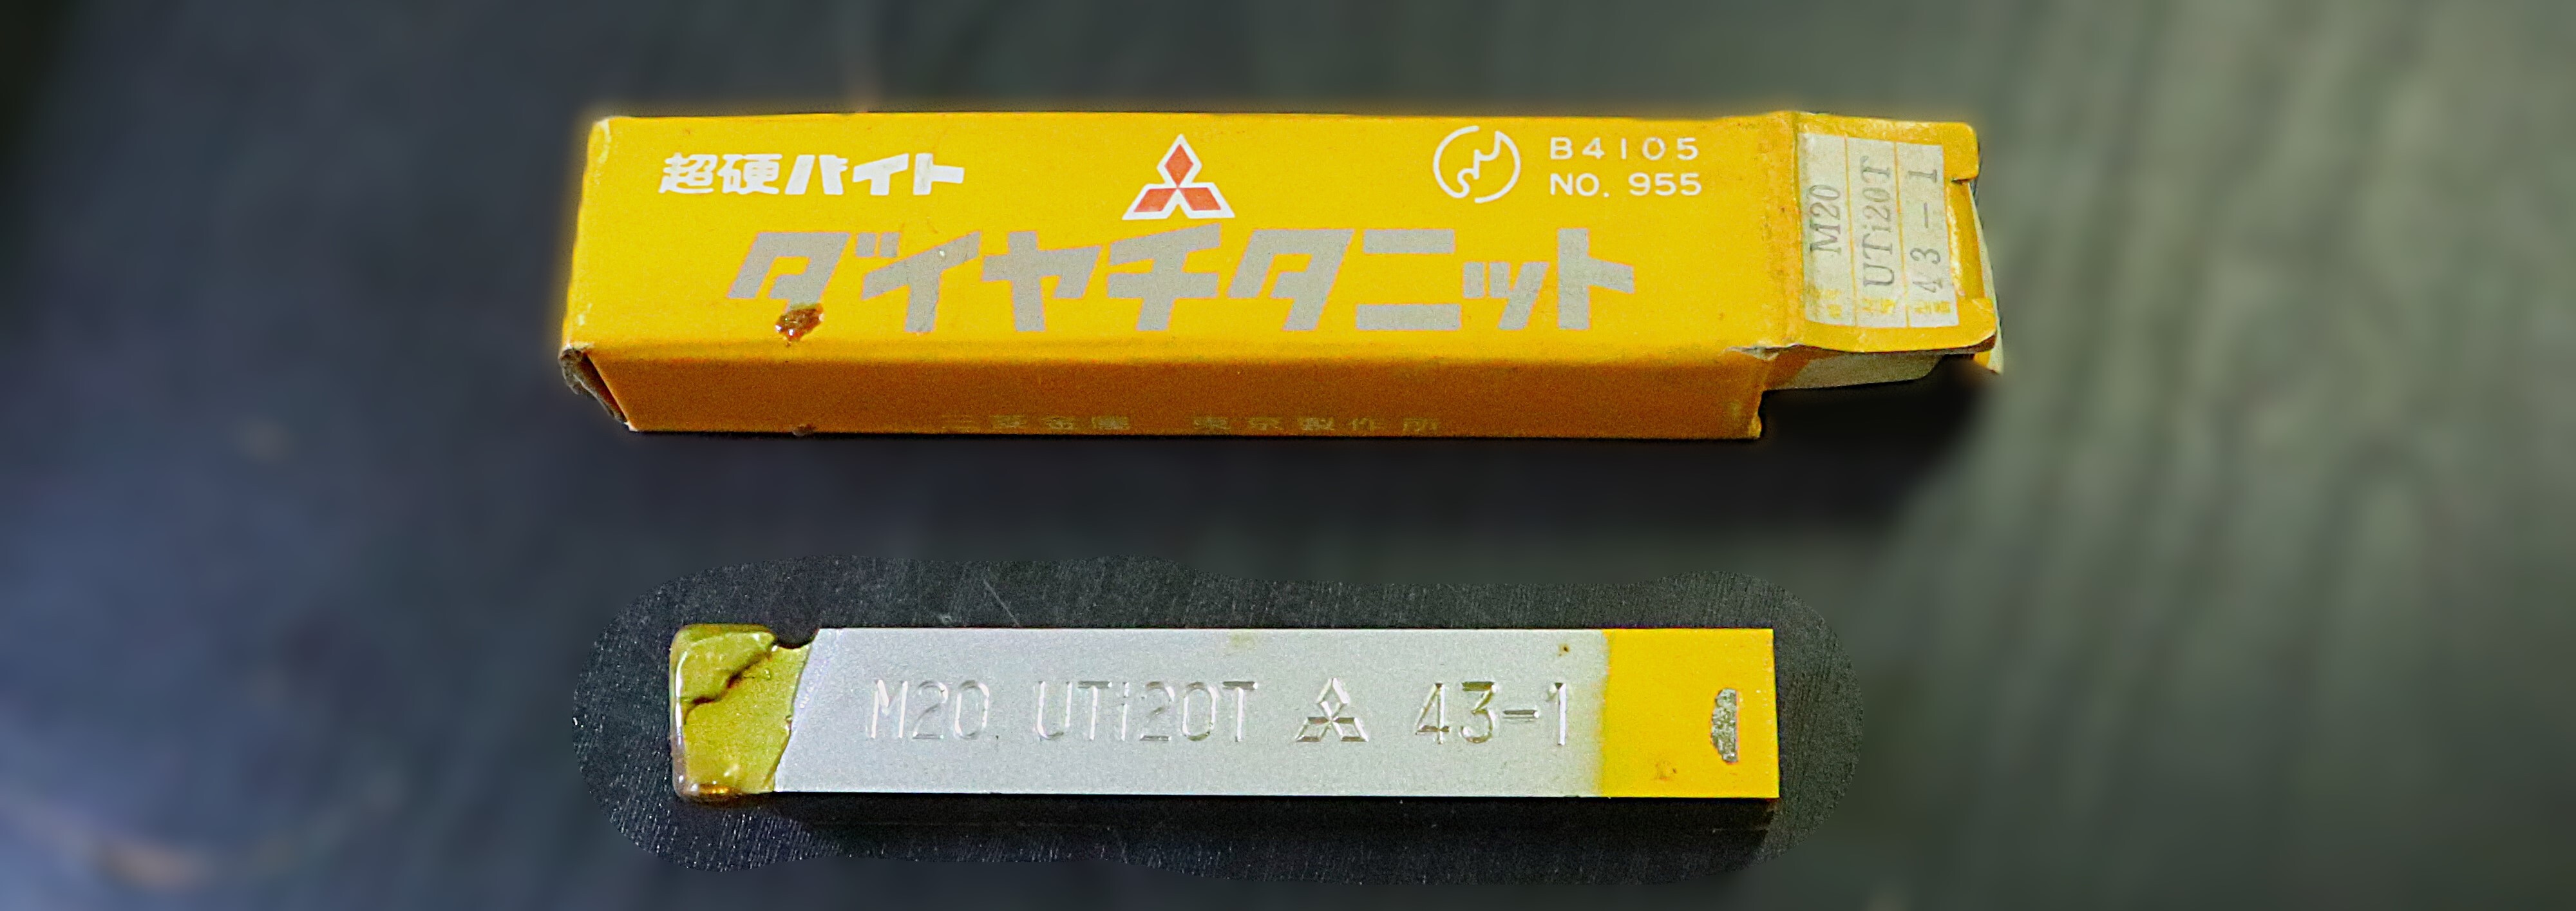 超硬バイト
B4105
NO. 955
ダイヤチタニット
M20
UTi20T
43-1
三菱金属 東京製作所
M20 UTi20T 43-1